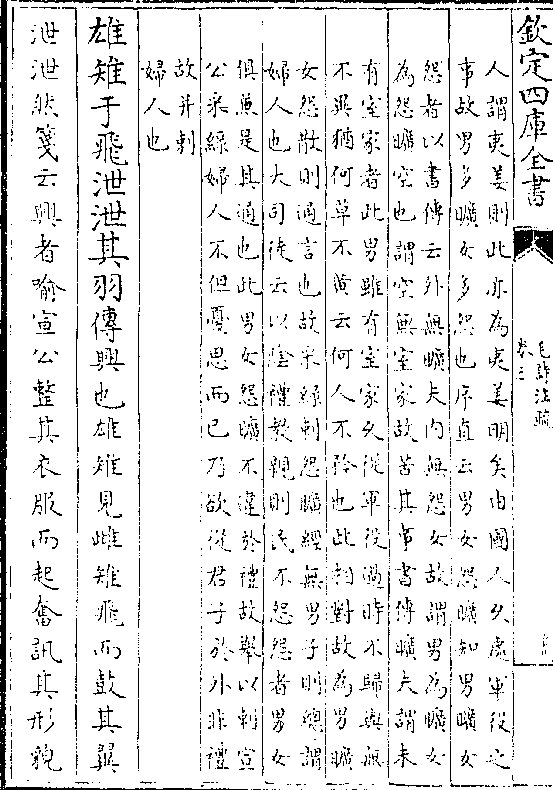 欽定四庫全書
毛詩注疏
卷三
人謂夷姜則此亦為夷姜明矣由國人久處軍役之
事故男多曠女多怨也序直云男女怨曠知男曠女
怨者以書傳云外無曠夫内無怨女故謂男為曠女
為怨曠空也謂空無室家故苦其事書傳曠夫謂未
有室家者此男雖有室家久從軍役過時不歸與無
不異猶何草不黃云何人不矜也此相對故為男曠
女怨散則通言也故采綠刺怨曠經無男子則總謂
婦人也大司徒云以陰禮教親則民不怨怨者男女
俱兼是其通也此男女怨曠不違於禮故舉以刺宣
公采綠婦人不但憂思而已乃欲從君子於外非禮
故并刺
婦人也
雄雉于飛泄泄其羽傳興也雄雉見雌雉飛而鼓其翼
泄泄然箋云興者喻宣公整其衣服而起奮訊其形貌